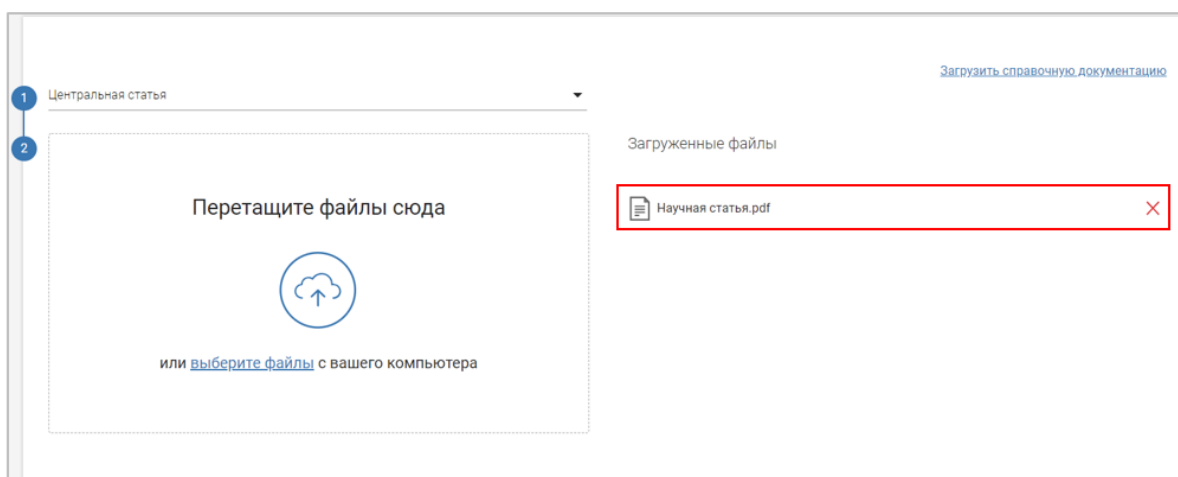 Загрузить справочную документацию
1
Центральная статья
2
Загруженные файлы
Перетащите файлы сюда
Научная статья.pdf
или выберите файлы с вашего компьютера